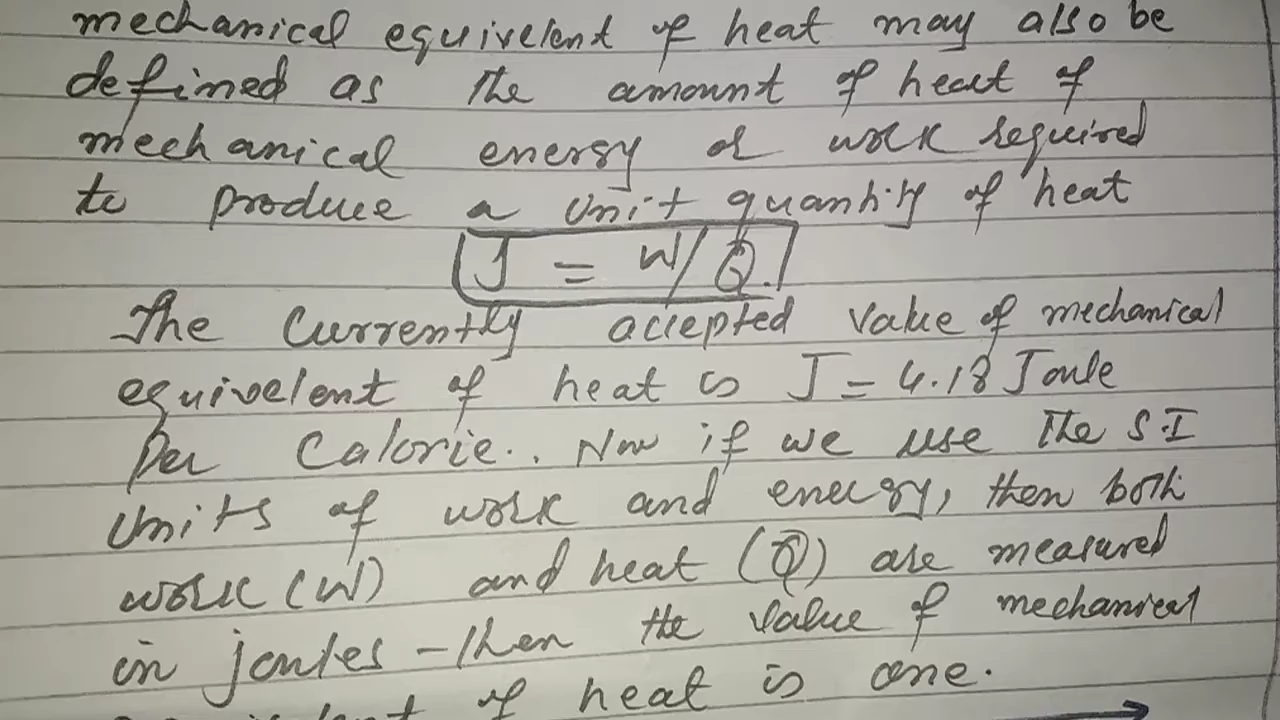 mechanical equivelent of heat may also be
defined as the amount of heat of
mechanical energy or work required
to produce a unit quantity of heat
J = W/Q.
The Currently accepted value of mechanical
equivelent of heat is J = 4.18 Joule
Per Calorie.. Now if we use the S.I
Units of work and energy, then both
work (W) and heat (Q) are measured
in joules - then the value of mechanical
of heat is one.